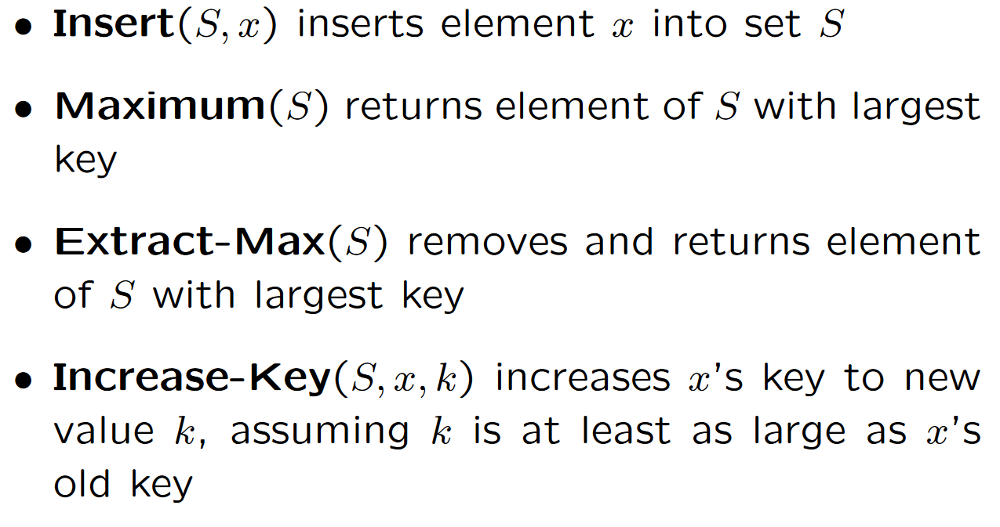 • Insert(S, x) inserts element x into set S
• Maximum(S) returns element of S with largest
key
• Extract-Max(S) removes and returns element
of S with largest key
• Increase-Key(S, x, k) increases x's key to new
value k, assuming k is at least as large as x's
old key